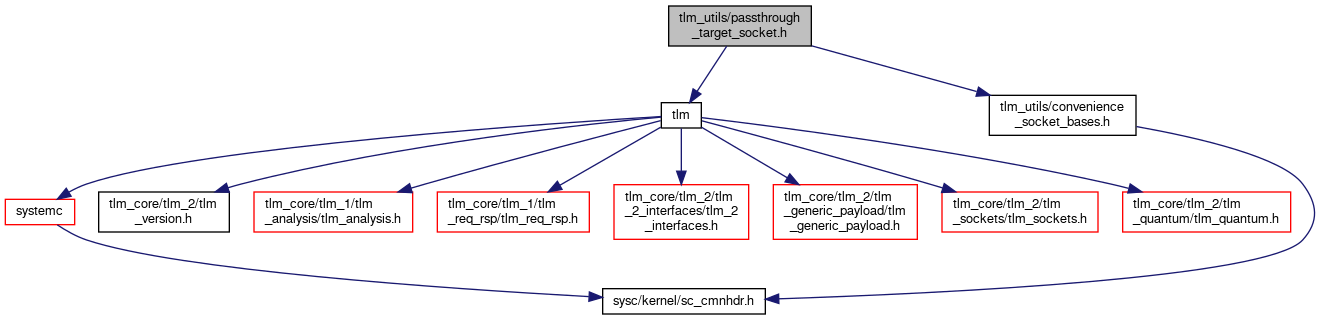 tlm_utils/passthrough
_target_socket.h
tlm
tlm_utils/convenience
_socket_bases.h
systemc
tlm_core/tlm_2/tlm
_version.h
tlm_core/tlm_1/tlm
_analysis/tlm_analysis.h
tlm_core/tlm_1/tlm
_req_rsp/tlm_req_rsp.h
tlm_core/tlm_2/tlm
_2_interfaces/tlm_2
_interfaces.h
tlm_core/tlm_2/tlm
_generic_payload/tlm
_generic_payload.h
tlm_core/tlm_2/tlm
_sockets/tlm_sockets.h
tlm_core/tlm_2/tlm
_quantum/tlm_quantum.h
sysc/kernel/sc_cmnhdr.h